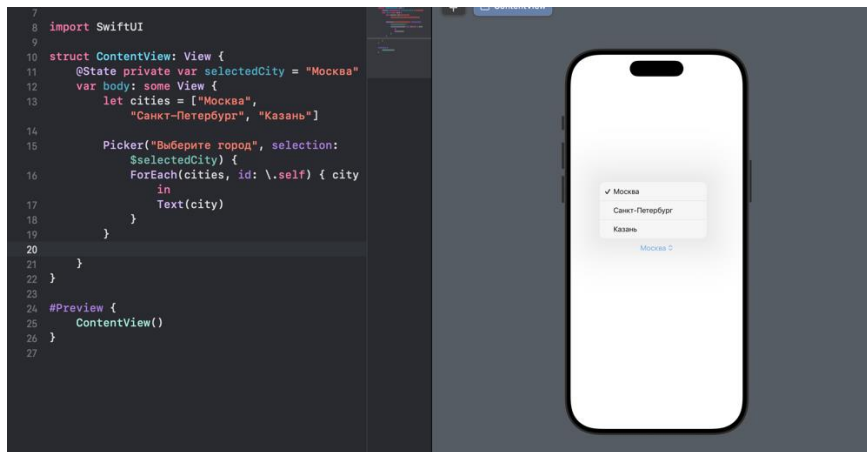 7
8 import SwiftUI
9
10 struct ContentView: View {
11 @State private var selectedCity = "Москва"
12 var body: some View {
13 let cities = ["Москва",
"Санкт-Петербург", "Казань"]
14
15 Picker("Выберите город", selection:
$selectedCity) {
16 ForEach(cities, id: \.self) { city
in
17 Text(city)
18 }
19 }
20
21 }
22 }
23
24 #Preview {
25 ContentView()
26 }
27
ContentView
✓ Москва
Санкт-Петербург
Казань
Москва